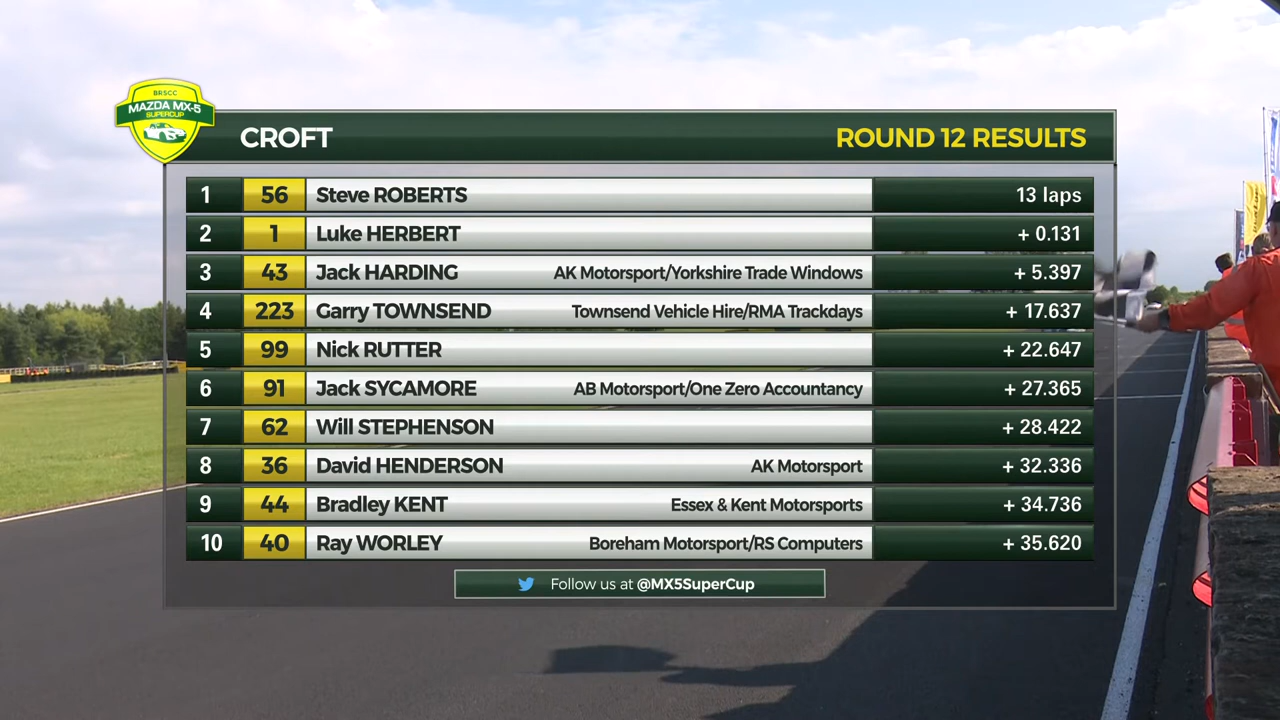 BRSCC
MAZDA MX-5
SUPERCUP
CROFT ROUND 12 RESULTS
1 56 Steve ROBERTS 13 laps
2 1 Luke HERBERT + 0.131
3 43 Jack HARDING AK Motorsport/Yorkshire Trade Windows + 5.397
4 223 Garry TOWNSEND Townsend Vehicle Hire/RMA Trackdays + 17.637
5 99 Nick RUTTER + 22.647
6 91 Jack SYCAMORE AB Motorsport/One Zero Accountancy + 27.365
7 62 Will STEPHENSON + 28.422
8 36 David HENDERSON AK Motorsport + 32.336
9 44 Bradley KENT Essex & Kent Motorsports + 34.736
10 40 Ray WORLEY Boreham Motorsport/RS Computers + 35.620
Follow us at @MX5SuperCup